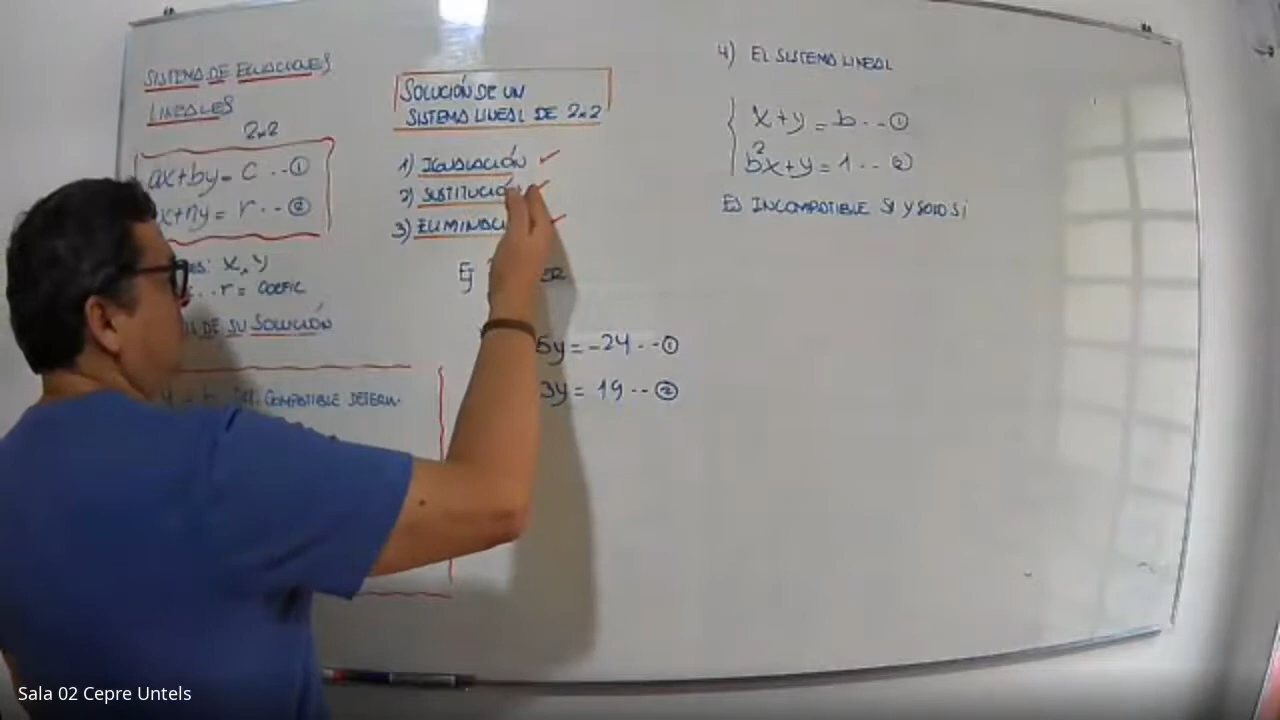 SISTEMA DE ECUACIONES
LINEALES
2x2
ax+by= C ...①
x+ny= r ...②
: x, y
... r = COEFIC
DE SU SOLUCIÓN
COMPATIBLE DETERM.
SOLUCIÓN DE UN
SISTEMA LINEAL DE 2x2
1) IGUALACIÓN ✓
2) SUSTITUCIÓ
3) ELIMINACI
Ej
5y = -24 ...①
3y = 19 ...②
4) EL SISTEMA LINEAL
x+y = b ...①
b²x+y = 1 ...②
ES INCOMPATIBLE SI Y SOLO SI
Sala 02 Cepre Untels